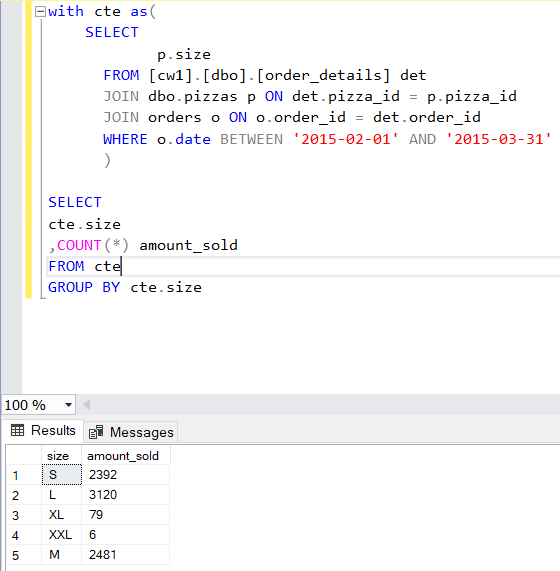 with cte as(
SELECT
p.size
FROM [cw1].[dbo].[order_details] det
JOIN dbo.pizzas p ON det.pizza_id = p.pizza_id
JOIN orders o ON o.order_id = det.order_id
WHERE o.date BETWEEN '2015-02-01' AND '2015-03-31'
)
SELECT
cte.size
,COUNT(*) amount_sold
FROM cte
GROUP BY cte.size
100 %
Results Messages
size amount_sold
1 S 2392
2 L 3120
3 XL 79
4 XXL 6
5 M 2481